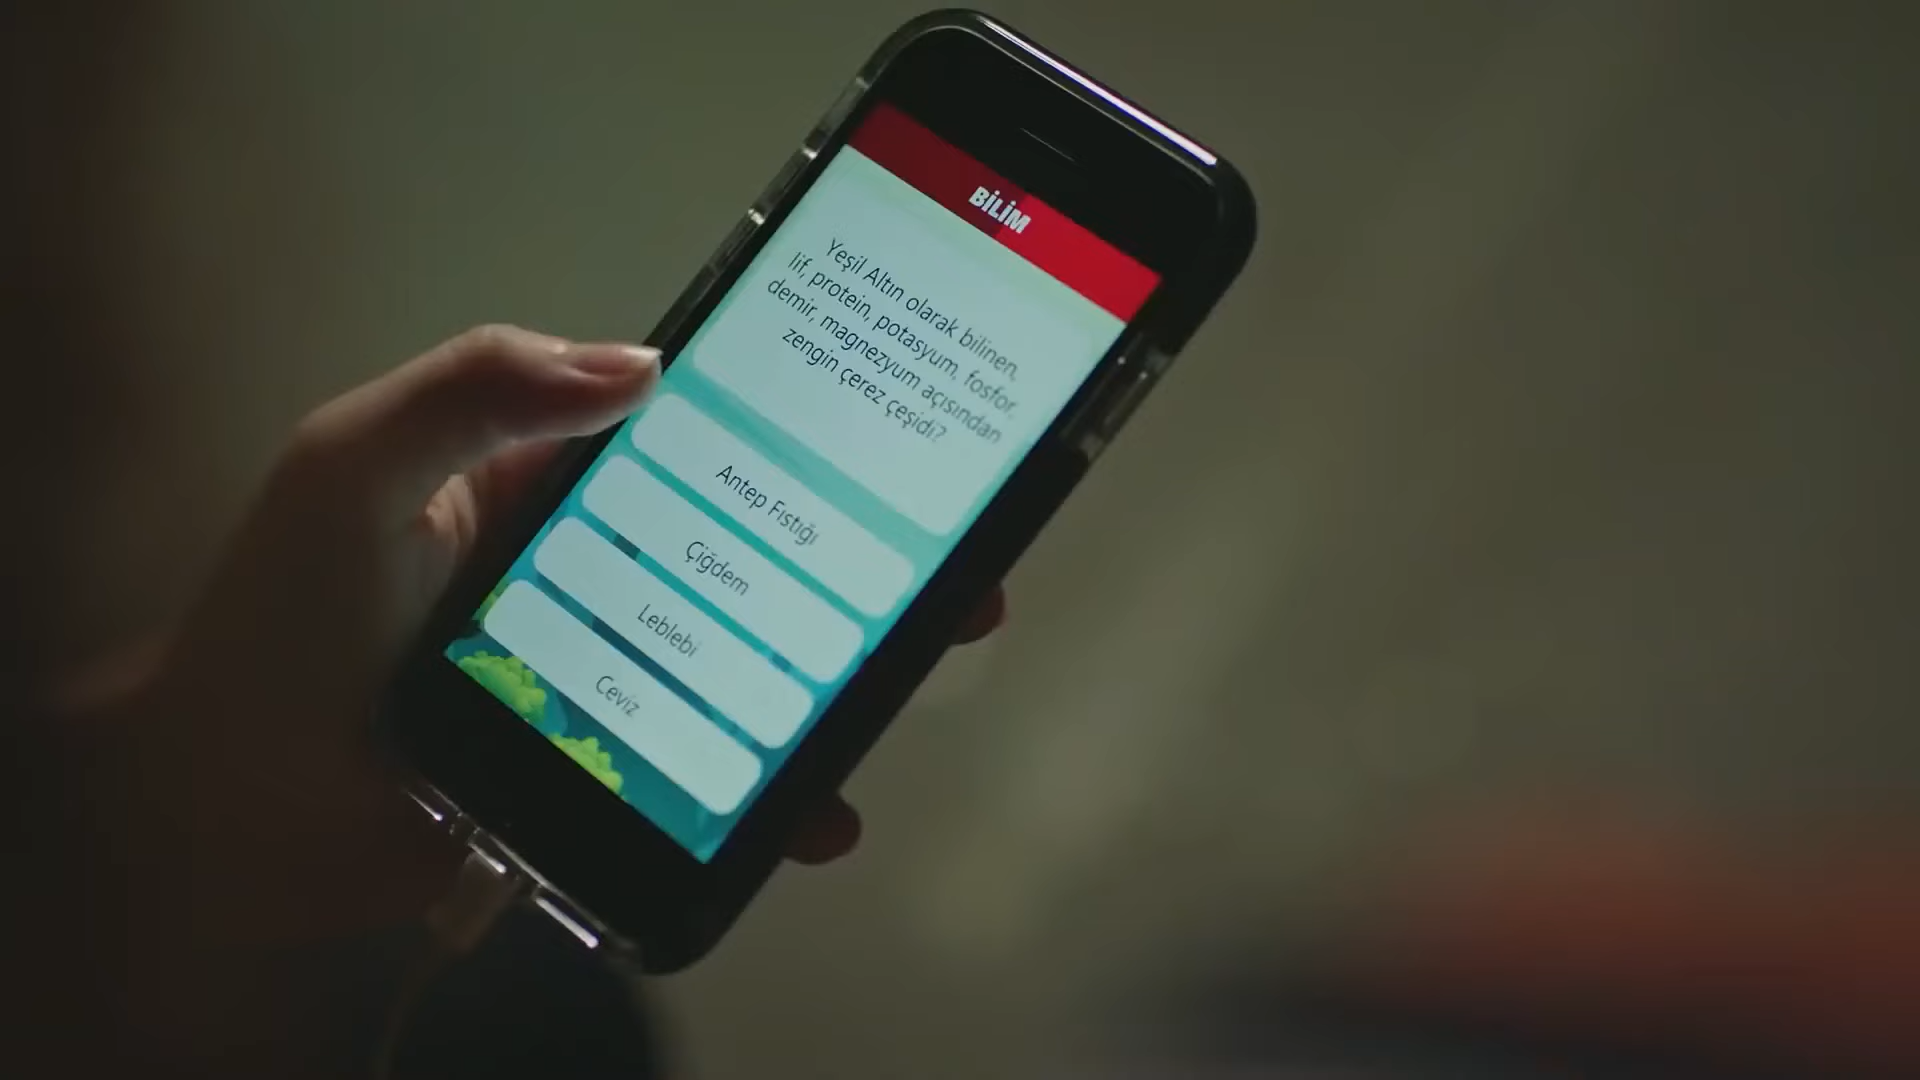 BİLİM
Yeşil Altın olarak bilinen,
lif, protein, potasyum, fosfor,
demir, magnezyum açısından
zengin çerez çeşidi?
Antep Fıstığı
Çiğdem
Leblebi
Ceviz